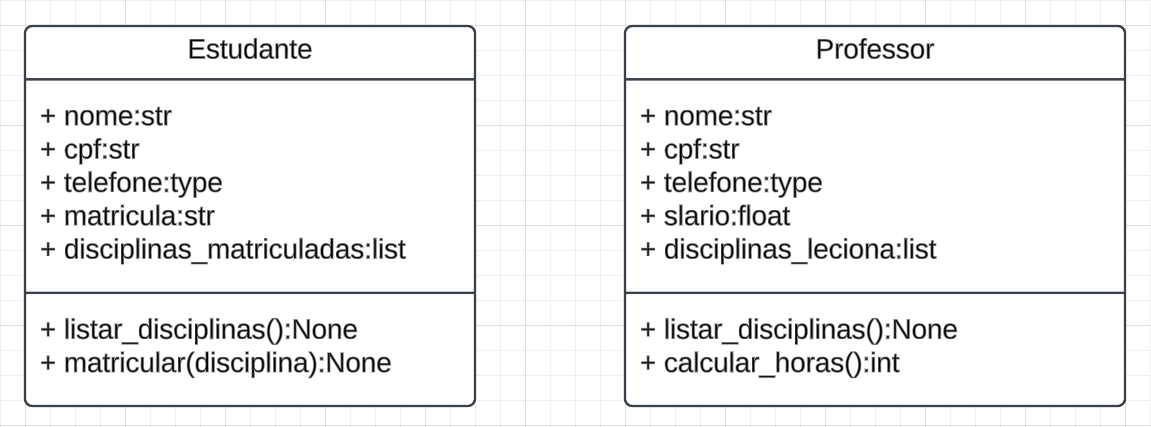 Estudante
+ nome:str
+ cpf:str
+ telefone:type
+ matricula:str
+ disciplinas_matriculadas:list
+ listar_disciplinas():None
+ matricular(disciplina):None
Professor
+ nome:str
+ cpf:str
+ telefone:type
+ slario:float
+ disciplinas_leciona:list
+ listar_disciplinas():None
+ calcular_horas():int